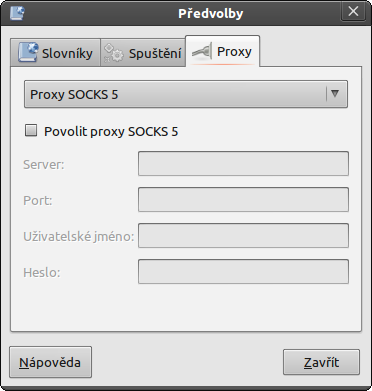 Předvolby
Slovníky Spuštění Proxy
Proxy SOCKS 5
Povolit proxy SOCKS 5
Server:
Port:
Uživatelské jméno:
Heslo:
Nápověda Zavřít